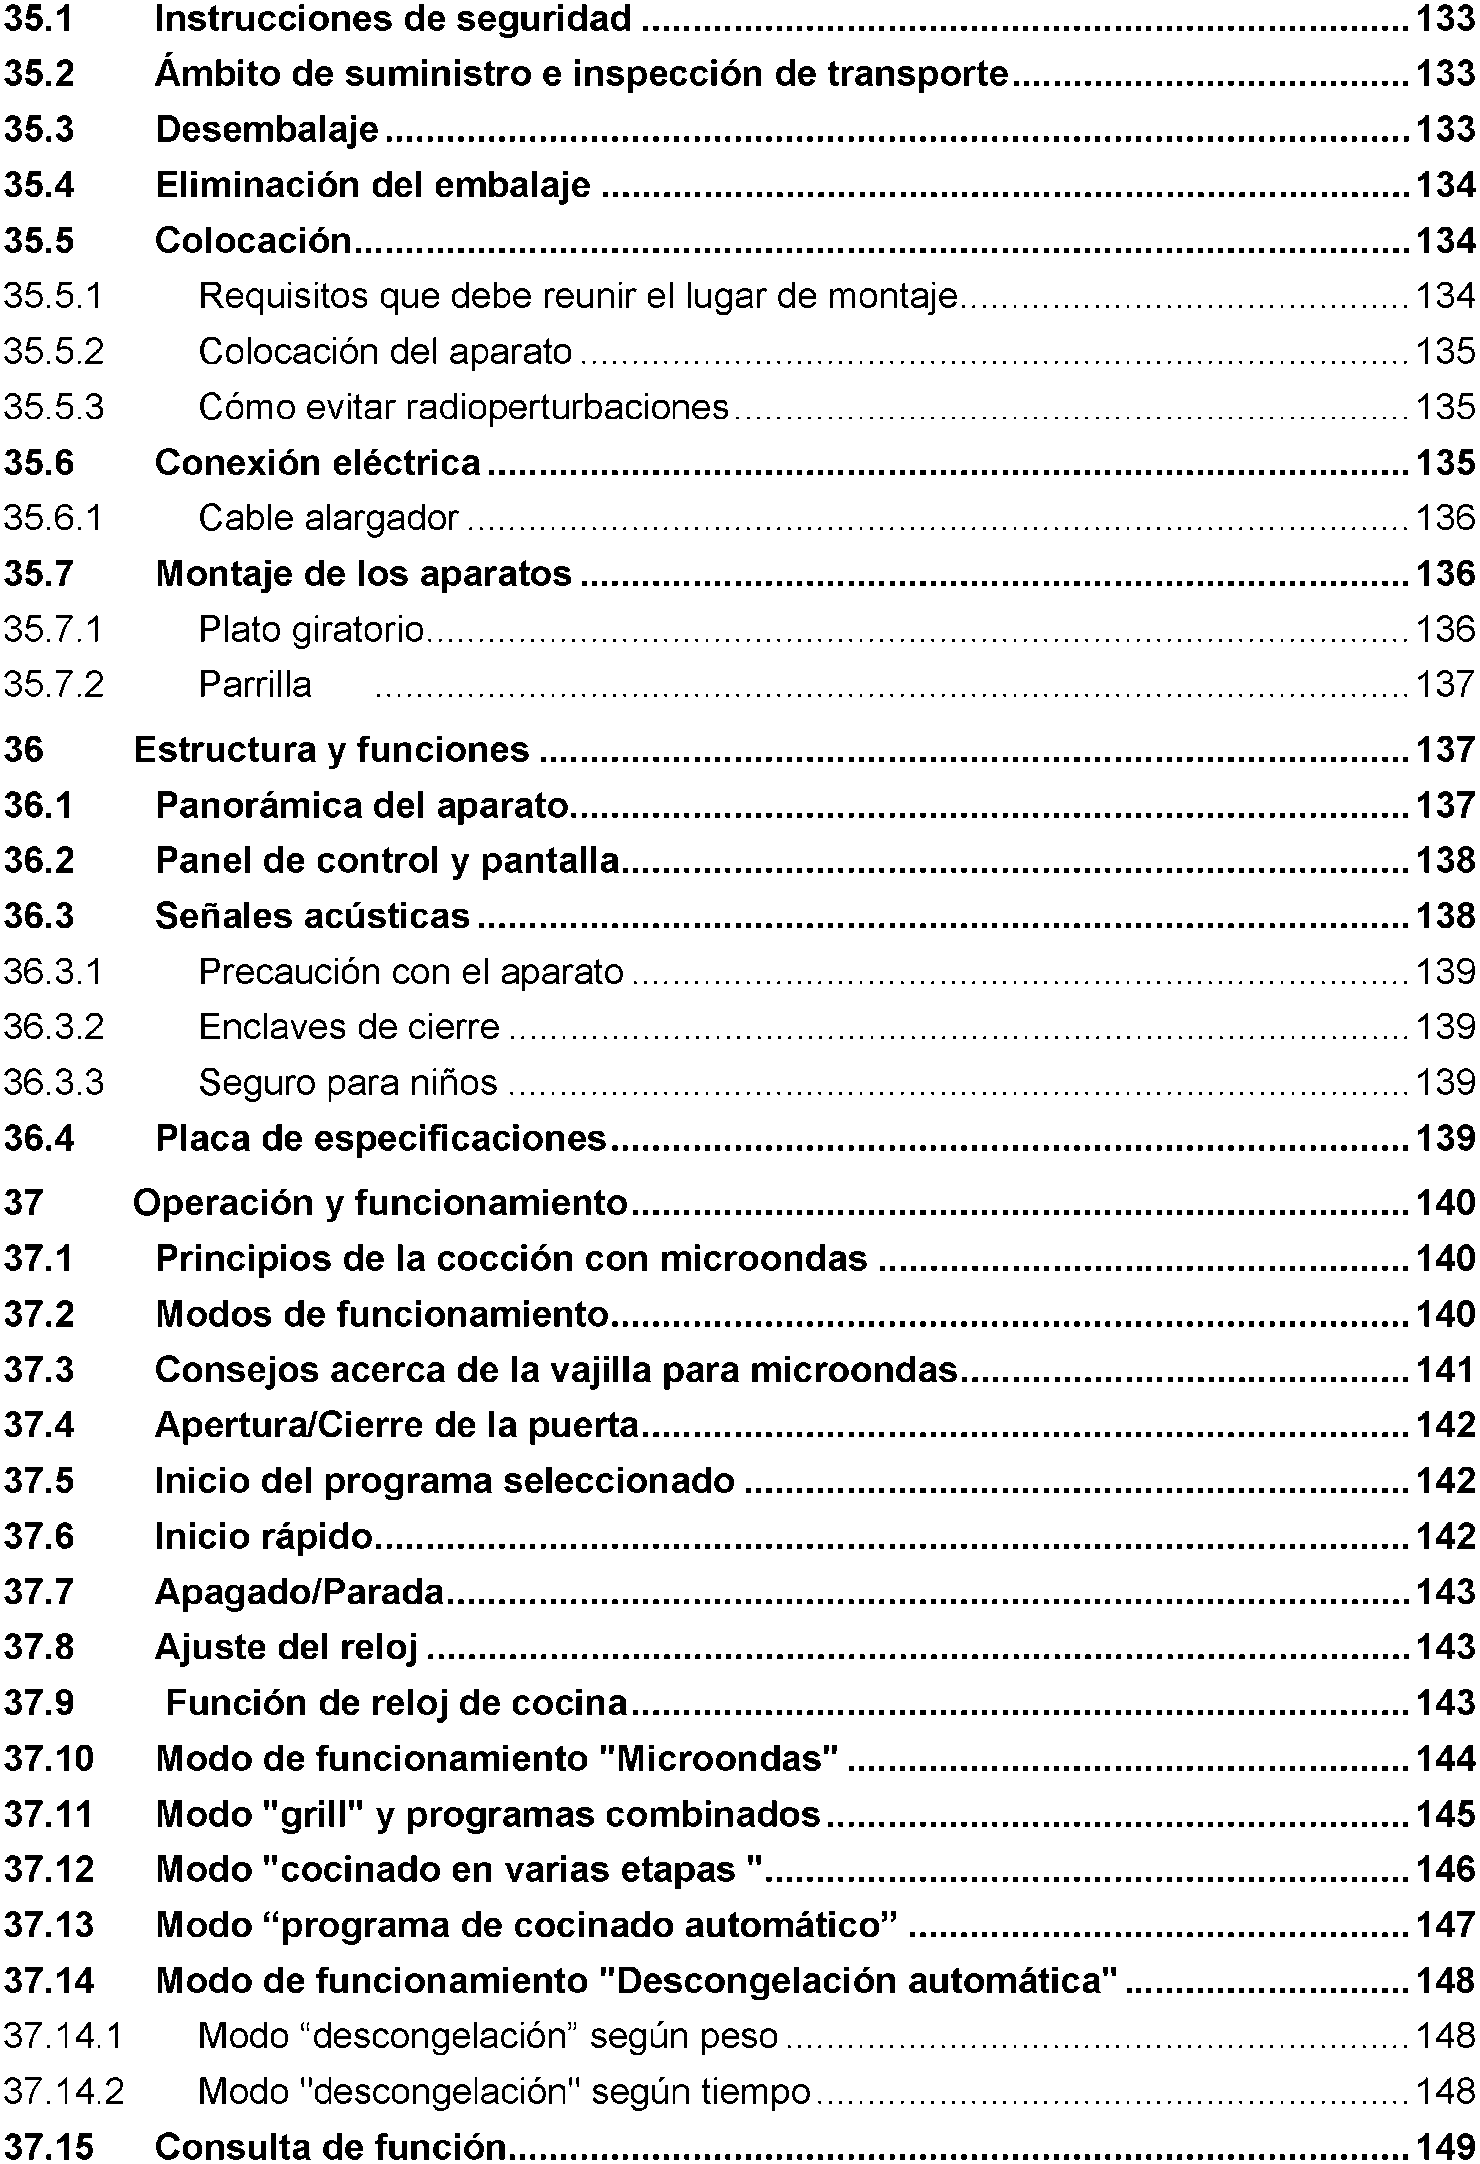 35.1 Instrucciones de seguridad ........ 133
35.2 Ámbito de suministro e inspección de transporte ........ 133
35.3 Desembalaje ........ 133
35.4 Eliminación del embalaje ........ 134
35.5 Colocación ........ 134
35.5.1 Requisitos que debe reunir el lugar de montaje ........ 134
35.5.2 Colocación del aparato ........ 135
35.5.3 Cómo evitar radioperturbaciones ........ 135
35.6 Conexión eléctrica ........ 135
35.6.1 Cable alargador ........ 136
35.7 Montaje de los aparatos ........ 136
35.7.1 Plato giratorio ........ 136
35.7.2 Parrilla ........ 137
36 Estructura y funciones ........ 137
36.1 Panorámica del aparato ........ 137
36.2 Panel de control y pantalla ........ 138
36.3 Señales acústicas ........ 138
36.3.1 Precaución con el aparato ........ 139
36.3.2 Enclaves de cierre ........ 139
36.3.3 Seguro para niños ........ 139
36.4 Placa de especificaciones ........ 139
37 Operación y funcionamiento ........ 140
37.1 Principios de la cocción con microondas ........ 140
37.2 Modos de funcionamiento ........ 140
37.3 Consejos acerca de la vajilla para microondas ........ 141
37.4 Apertura/Cierre de la puerta ........ 142
37.5 Inicio del programa seleccionado ........ 142
37.6 Inicio rápido ........ 142
37.7 Apagado/Parada ........ 143
37.8 Ajuste del reloj ........ 143
37.9 Función de reloj de cocina ........ 143
37.10 Modo de funcionamiento "Microondas" ........ 144
37.11 Modo "grill" y programas combinados ........ 145
37.12 Modo "cocinado en varias etapas " ........ 146
37.13 Modo “programa de cocinado automático” ........ 147
37.14 Modo de funcionamiento "Descongelación automática" ........ 148
37.14.1 Modo “descongelación” según peso ........ 148
37.14.2 Modo "descongelación" según tiempo ........ 148
37.15 Consulta de función ........ 149